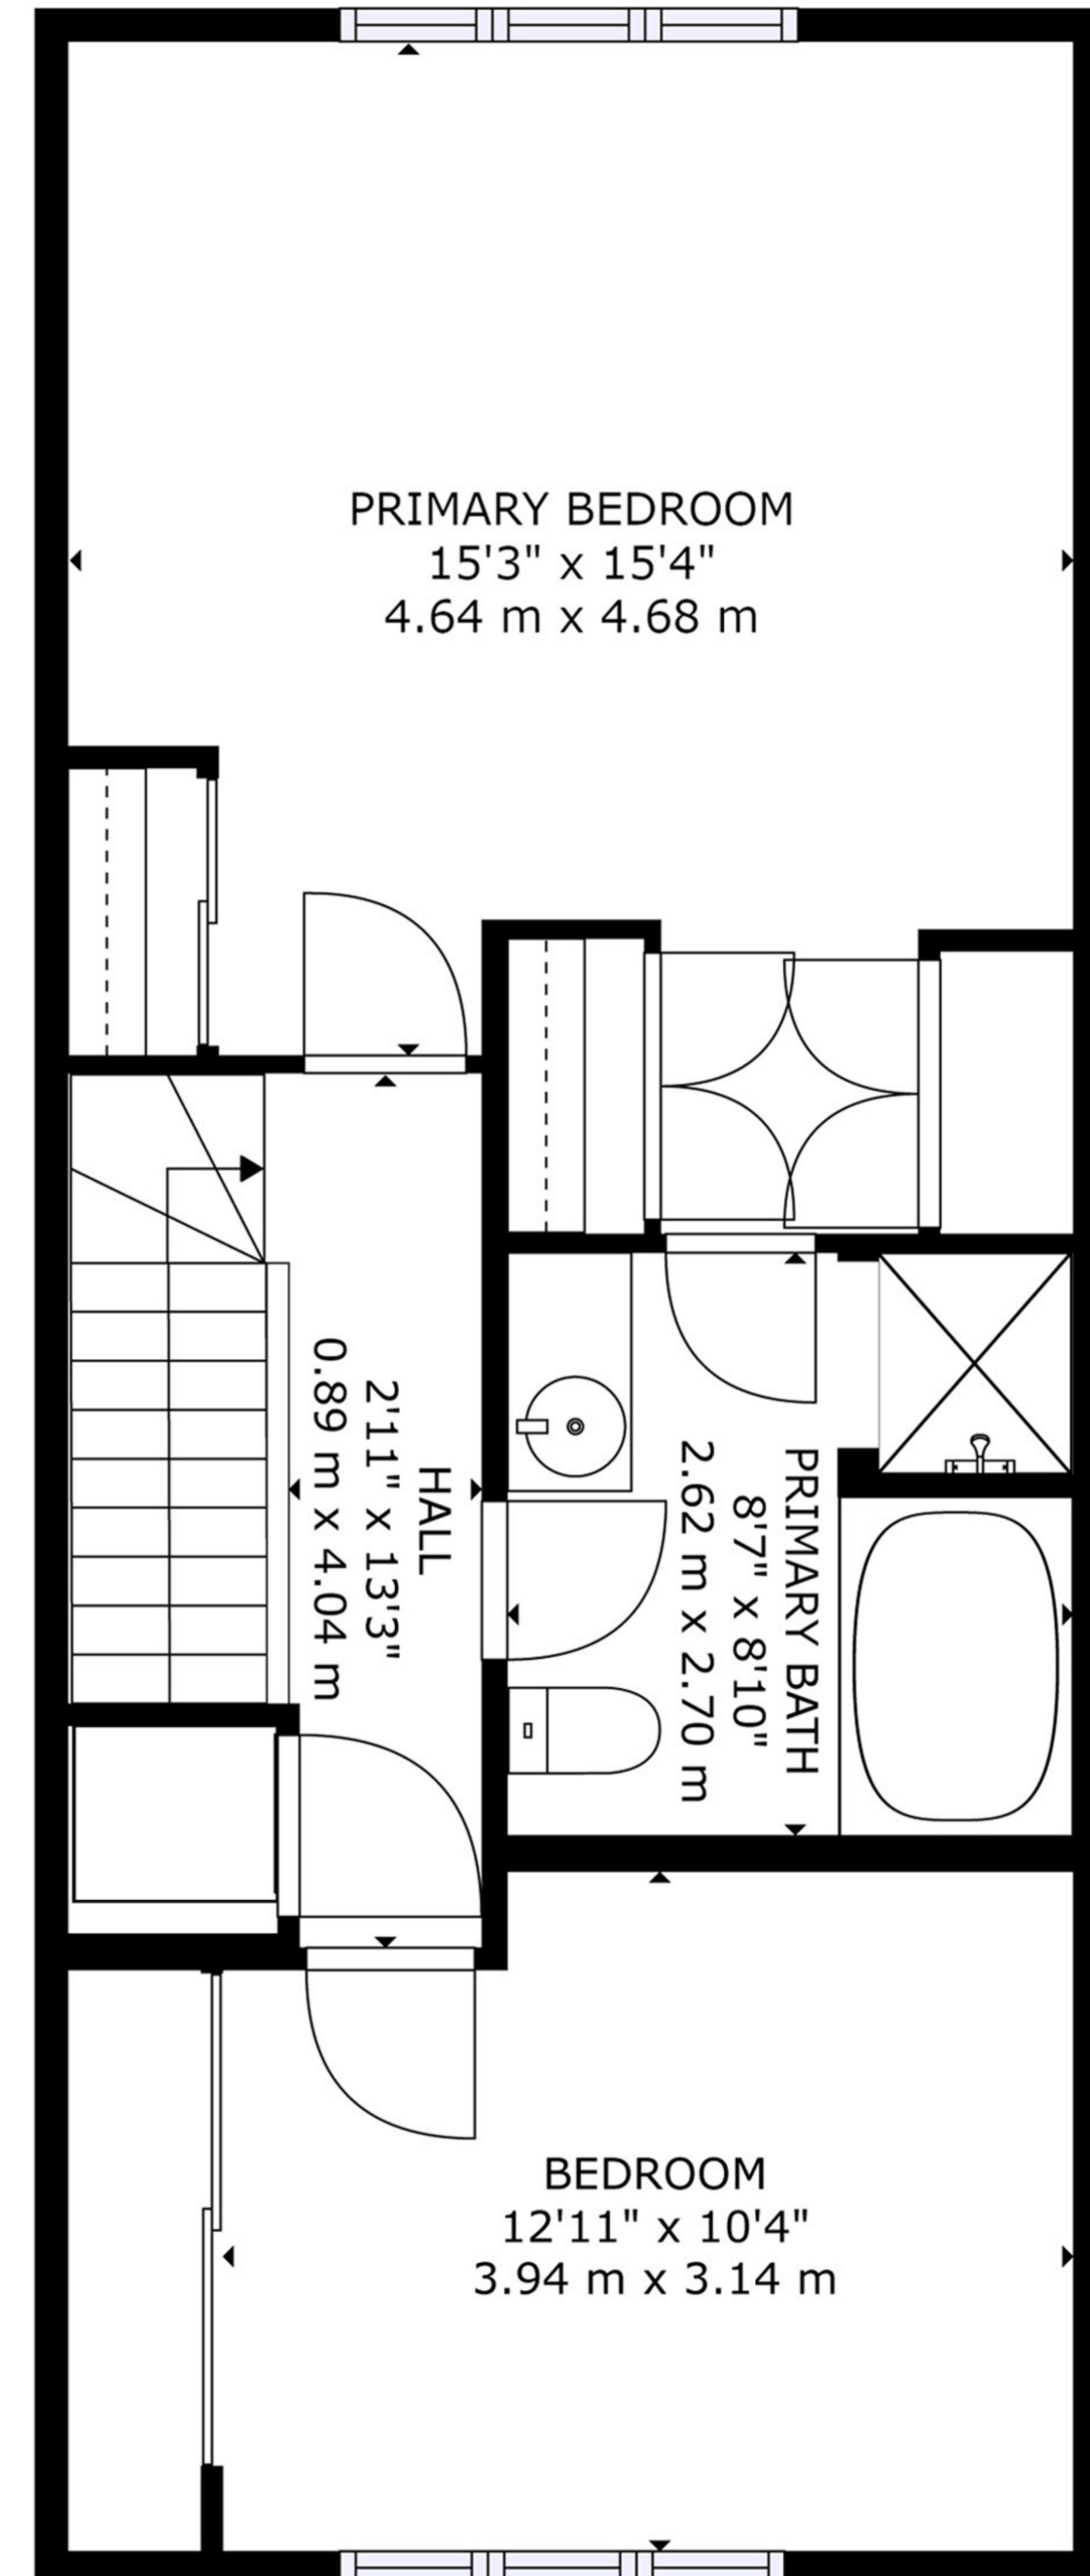 PRIMARY BEDROOM
15'3" x 15'4"
4.64 m x 4.68 m
HALL
2'11" x 13'3"
0.89 m x 4.04 m
PRIMARY BATH
8'7" x 8'10"
2.62 m x 2.70 m
BEDROOM
12'11" x 10'4"
3.94 m x 3.14 m